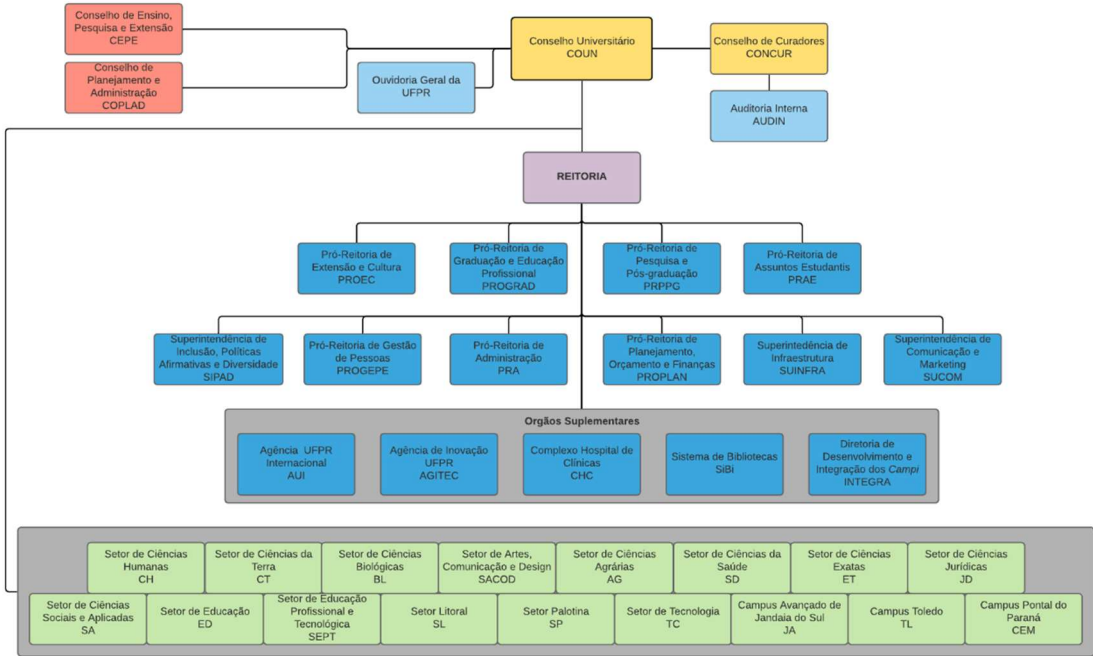 Conselho de Ensino,
Pesquisa e Extensão
CEPE
Conselho Universitário
COUN
Conselho de Curadores
CONCUR
Conselho de
Planejamento e
Administração
COPLAD
Ouvidoria Geral da
UFPR
Auditoria Interna
AUDIN
REITORIA
Pró-Reitoria de
Extensão e Cultura
PROEC
Pró-Reitoria de
Graduação e Educação
Profissional
PROGRAD
Pró-Reitoria de
Pesquisa e
Pós-graduação
PRPPG
Pró-Reitoria de
Assuntos Estudantis
PRAE
Superintendência de
Inclusão, Políticas
Afirmativas e Diversidade
SIPAD
Pró-Reitoria de Gestão
de Pessoas
PROGEPE
Pró-Reitoria de
Administração
PRA
Pró-Reitoria de
Planejamento,
Orçamento e Finanças
PROPLAN
Superintedência de
Infraestrutura
SUINFRA
Superintendência de
Comunicação e
Marketing
SUCOM
Orgãos Suplementares
Agência UFPR
Internacional
AUI
Agência de Inovação
UFPR
AGITEC
Complexo Hospital de
Clínicas
CHC
Sistema de Bibliotecas
SiBi
Diretoria de
Desenvolvimento e
Integração dos Campi
INTEGRA
Setor de Ciências
Humanas
CH
Setor de Ciências da
Terra
CT
Setor de Ciências
Biológicas
BL
Setor de Artes,
Comunicação e Design
SACOD
Setor de Ciências
Agrárias
AG
Setor de Ciências da
Saúde
SD
Setor de Ciências
Exatas
ET
Setor de Ciências
Jurídicas
JD
Setor de Ciências
Sociais e Aplicadas
SA
Setor de Educação
ED
Setor de Educação
Profissional e
Tecnológica
SEPT
Setor Litoral
SL
Setor Palotina
SP
Setor de Tecnologia
TC
Campus Avançado de
Jandaia do Sul
JA
Campus Toledo
TL
Campus Pontal do
Paraná
CEM